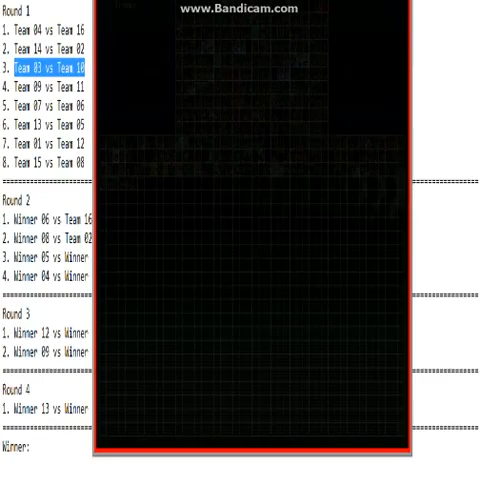 www.Bandicam.com
Round 1
1. Team 04 vs Team 16
2. Team 14 vs Team 02
3. Team 03 vs Team 10
4. Team 09 vs Team 11
5. Team 07 vs Team 06
6. Team 13 vs Team 05
7. Team 01 vs Team 12
8. Team 15 vs Team 08
Round 2
1. Winner 06 vs Team 16
2. Winner 08 vs Team 02
3. Winner 05 vs Winner
4. Winner 04 vs Winner
Round 3
1. Winner 12 vs Winner
2. Winner 09 vs Winner
Round 4
1. Winner 13 vs Winner
Winner: